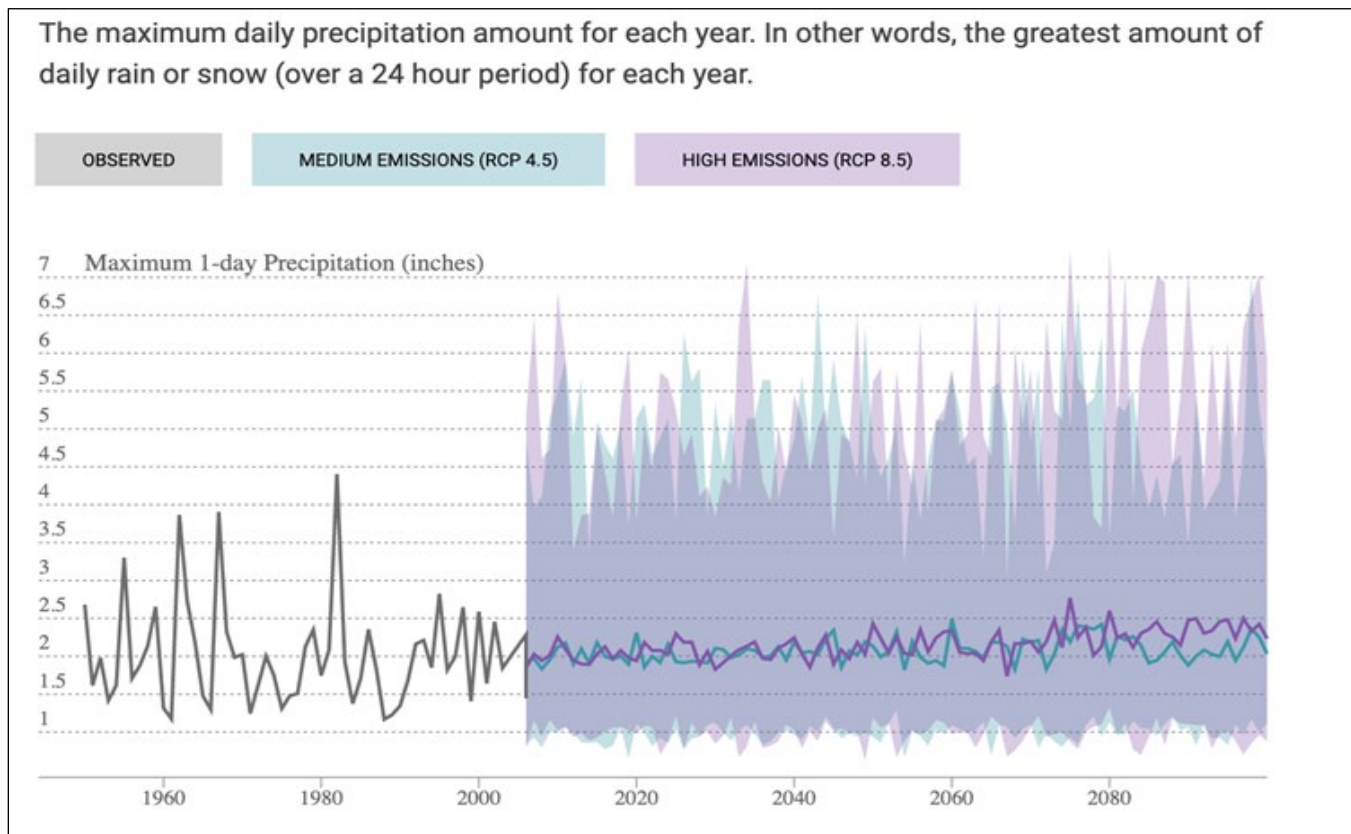 The maximum daily precipitation amount for each year. In other words, the greatest amount of
daily rain or snow (over a 24 hour period) for each year.
OBSERVED
MEDIUM EMISSIONS (RCP 4.5)
HIGH EMISSIONS (RCP 8.5)
7 Maximum 1-day Precipitation (inches)
6.5
6
5.5
5
4.5
4
3.5
3
2.5
2
1.5
1
1960 1980 2000 2020 2040 2060 2080